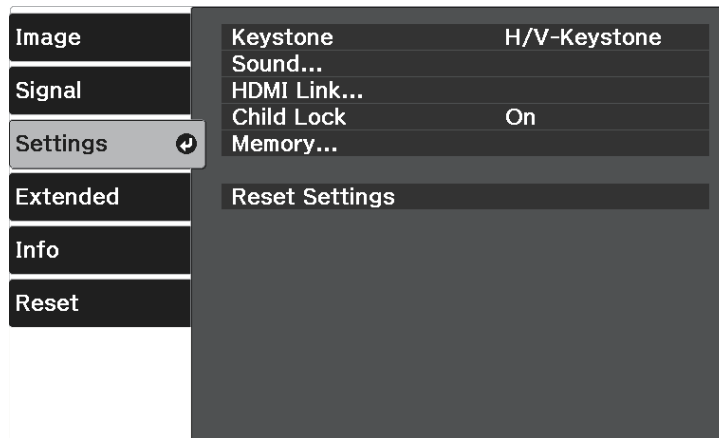 Image
Signal
Settings
Extended
Info
Reset
Keystone H/V-Keystone
Sound...
HDMI Link...
Child Lock On
Memory...
Reset Settings